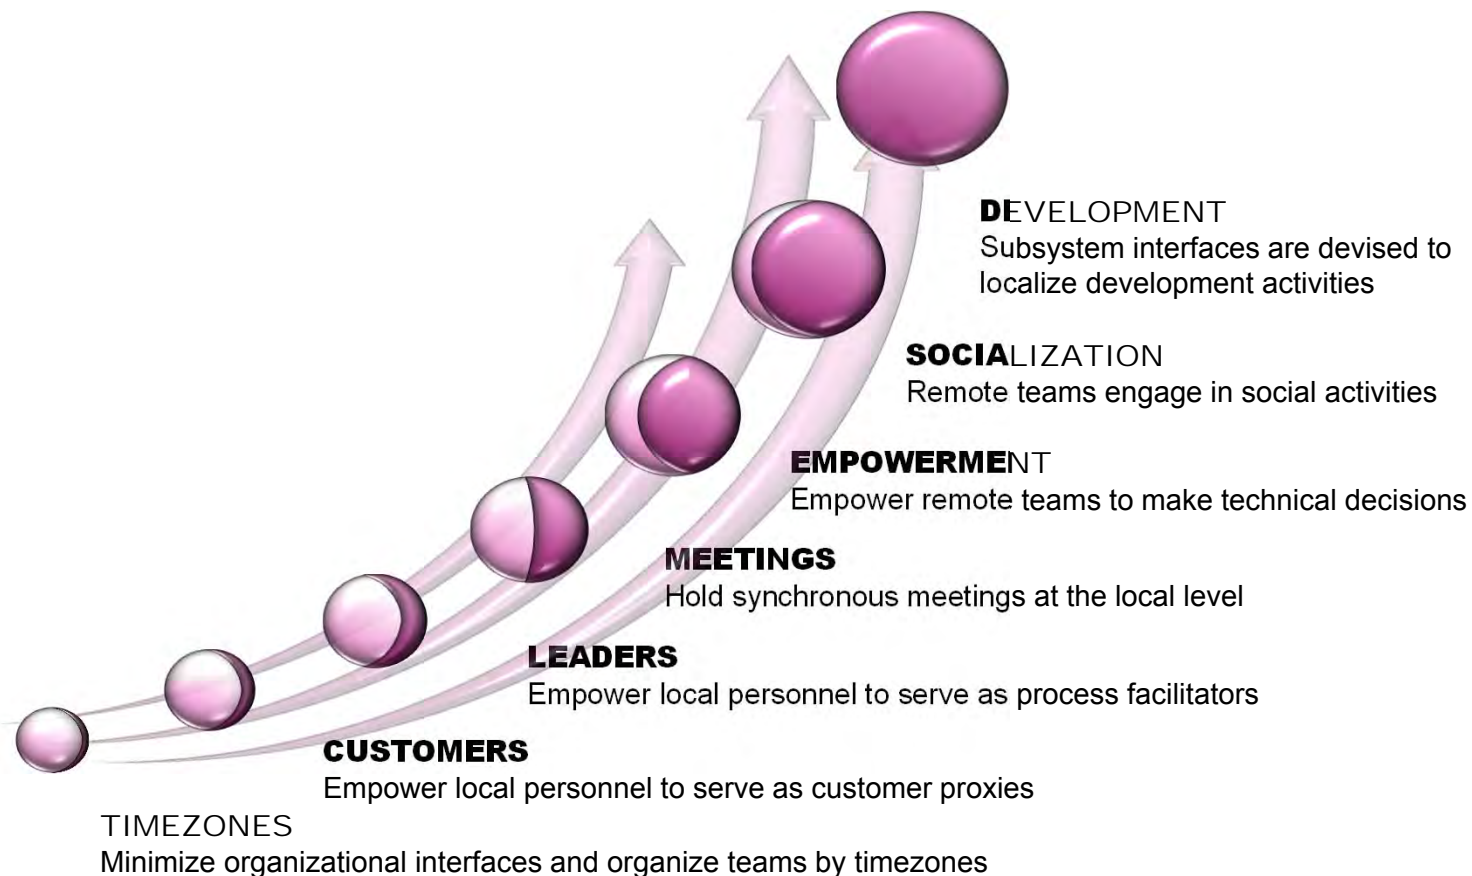 DEVELOPMENT
Subsystem interfaces are devised to
localize development activities
SOCIALIZATION
Remote teams engage in social activities
EMPOWERMENT
Empower remote teams to make technical decisions
MEETINGS
Hold synchronous meetings at the local level
LEADERS
Empower local personnel to serve as process facilitators
CUSTOMERS
Empower local personnel to serve as customer proxies
TIMEZONES
Minimize organizational interfaces and organize teams by timezones